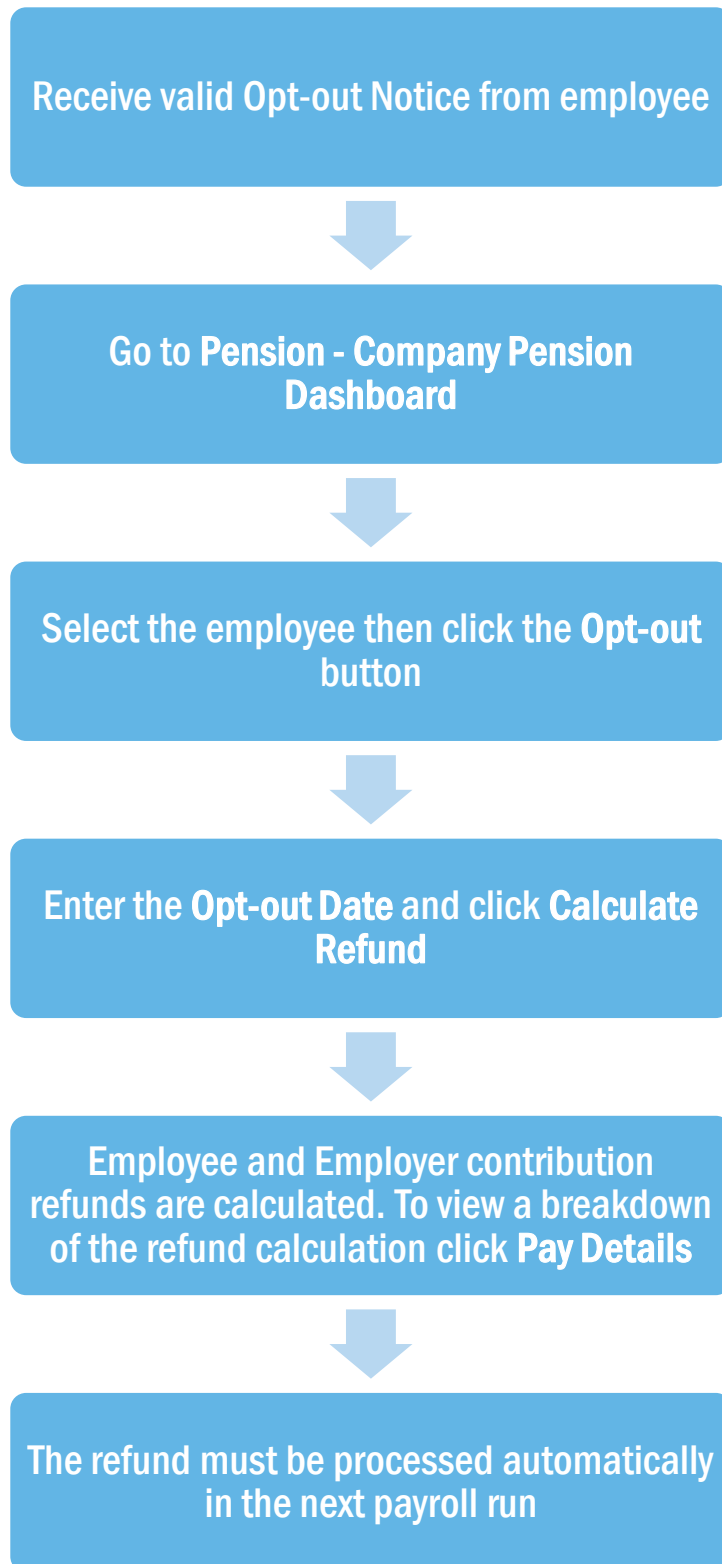 Receive valid Opt-out Notice from employee
Go to Pension - Company Pension
Dashboard
Select the employee then click the Opt-out
button
Enter the Opt-out Date and click Calculate
Refund
Employee and Employer contribution
refunds are calculated. To view a breakdown
of the refund calculation click Pay Details
The refund must be processed automatically
in the next payroll run